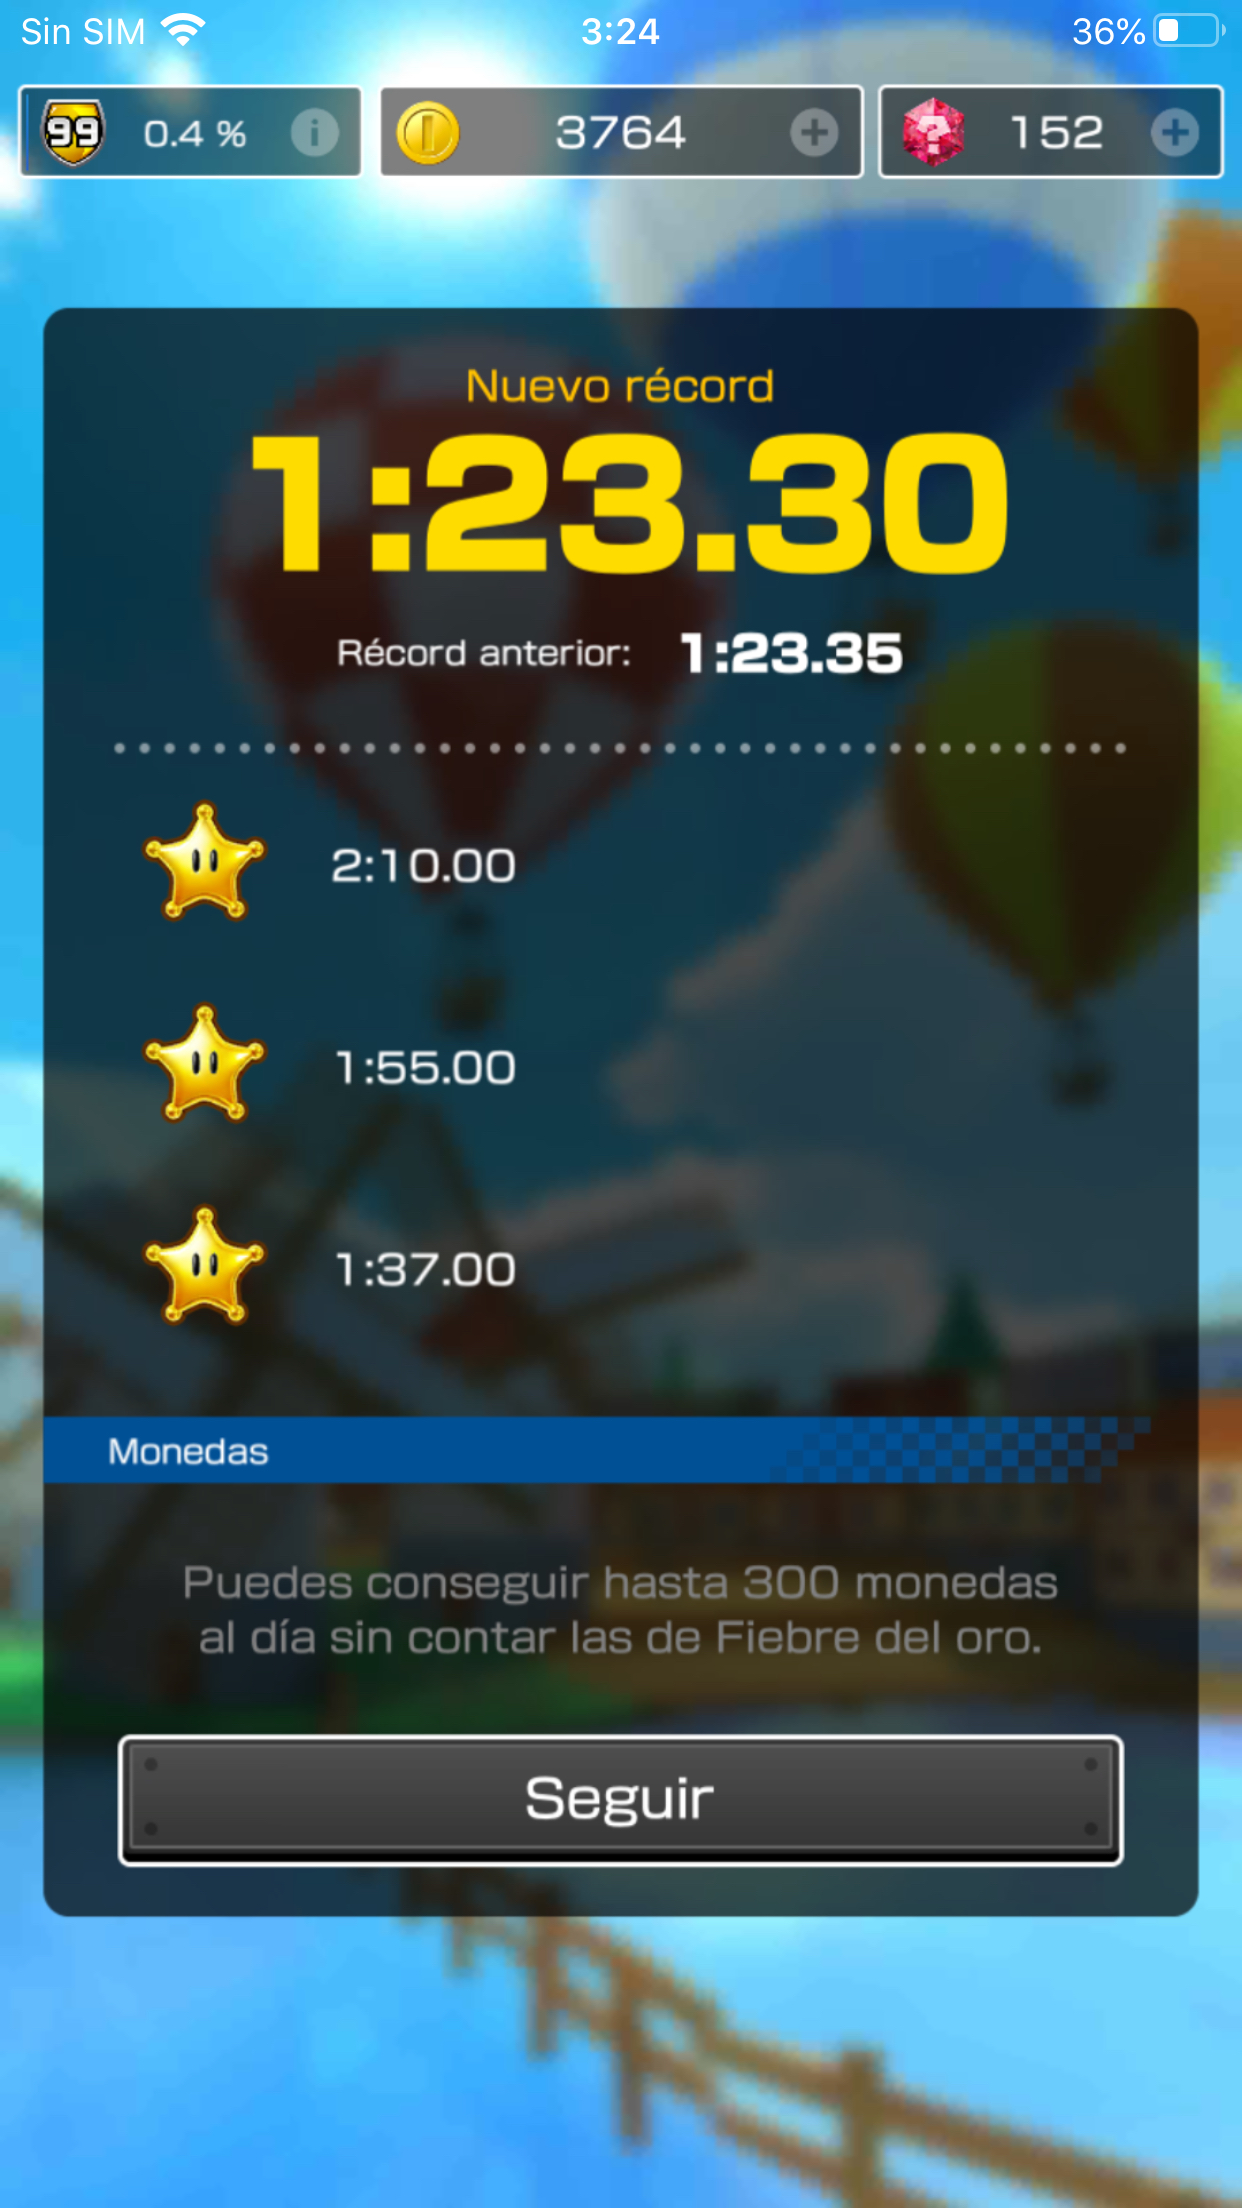 Sin SIM 3:24 36%
99 0.4 % i 3764 + ? 152 +
Nuevo récord
1:23.30
Récord anterior: 1:23.35
2:10.00
1:55.00
1:37.00
Monedas
Puedes conseguir hasta 300 monedas
al día sin contar las de Fiebre del oro.
Seguir